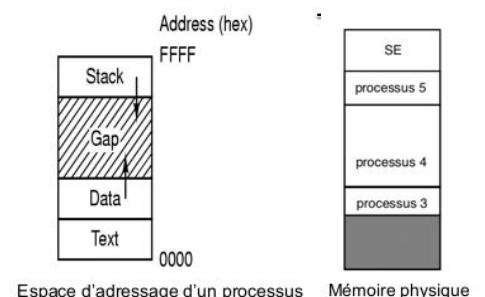 Address (hex)
FFFF
Stack
Gap
Data
Text
0000
Espace d'adressage d'un processus
SE
processus 5
processus 4
processus 3
Mémoire physique